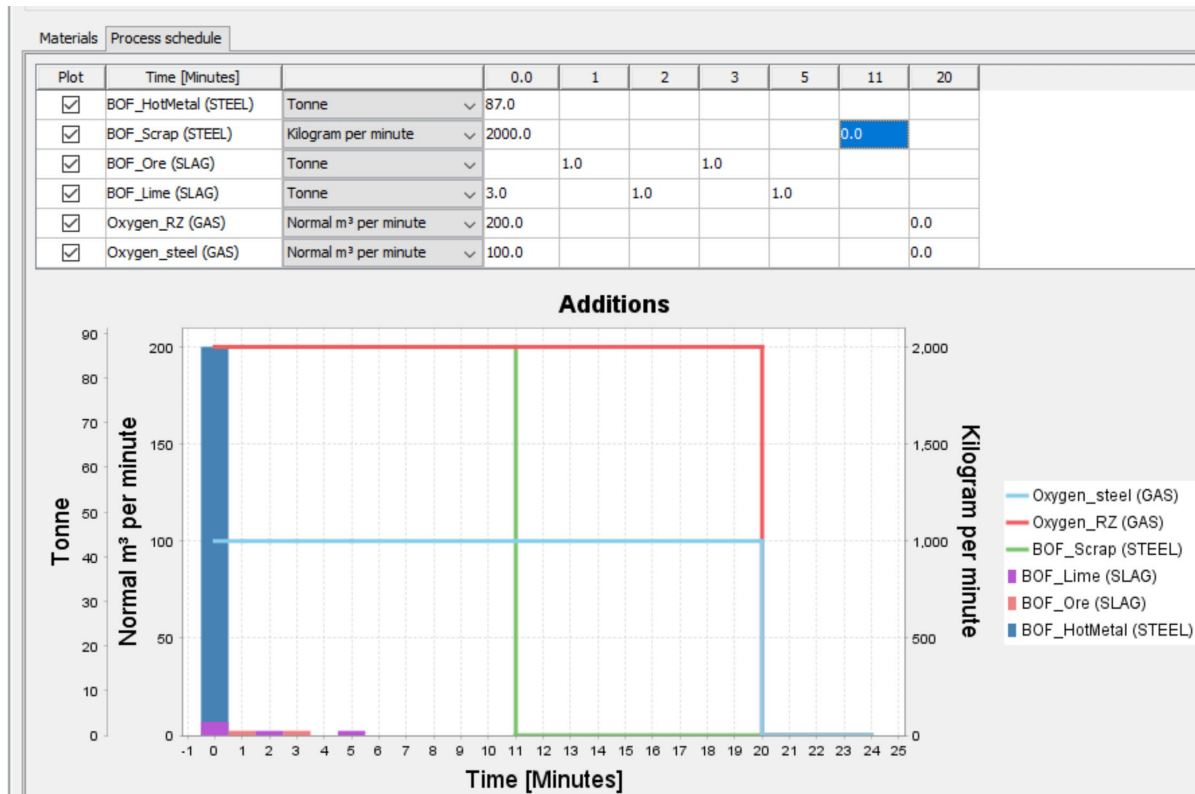 Materials Process schedule
Plot Time [Minutes] 0.0 1 2 3 5 11 20
BOF_HotMetal (STEEL) Tonne 87.0
BOF_Scrap (STEEL) Kilogram per minute 2000.0 0.0
BOF_Ore (SLAG) Tonne 1.0 1.0
BOF_Lime (SLAG) Tonne 3.0 1.0 1.0
Oxygen_RZ (GAS) Normal m³ per minute 200.0 0.0
Oxygen_steel (GAS) Normal m³ per minute 100.0 0.0
Additions
Tonne
90
80
70
60
50
40
30
20
10
0
Normal m³ per minute
200
150
100
50
0
2,000
1,500
1,000
500
0
Kilogram per minute
-1 0 1 2 3 4 5 6 7 8 9 10 11 12 13 14 15 16 17 18 19 20 21 22 23 24 25
Time [Minutes]
Oxygen_steel (GAS)
Oxygen_RZ (GAS)
BOF_Scrap (STEEL)
BOF_Lime (SLAG)
BOF_Ore (SLAG)
BOF_HotMetal (STEEL)